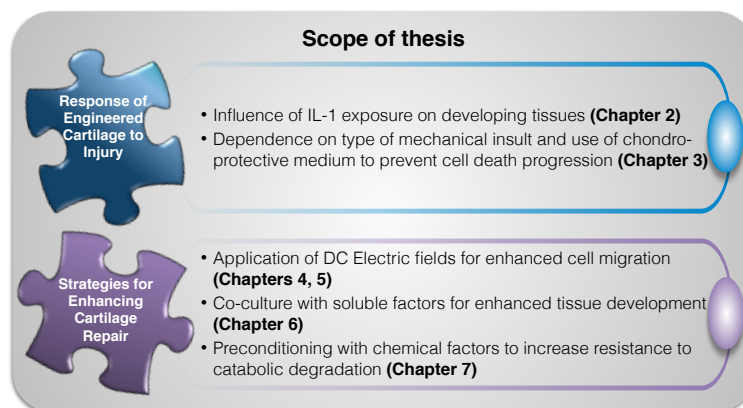 Scope of thesis
Response of
Engineered
Cartilage to
Injury
• Influence of IL-1 exposure on developing tissues (Chapter 2)
• Dependence on type of mechanical insult and use of chondro-
protective medium to prevent cell death progression (Chapter 3)
Strategies for
Enhancing
Cartilage
Repair
• Application of DC Electric fields for enhanced cell migration
(Chapters 4, 5)
• Co-culture with soluble factors for enhanced tissue development
(Chapter 6)
• Preconditioning with chemical factors to increase resistance to
catabolic degradation (Chapter 7)